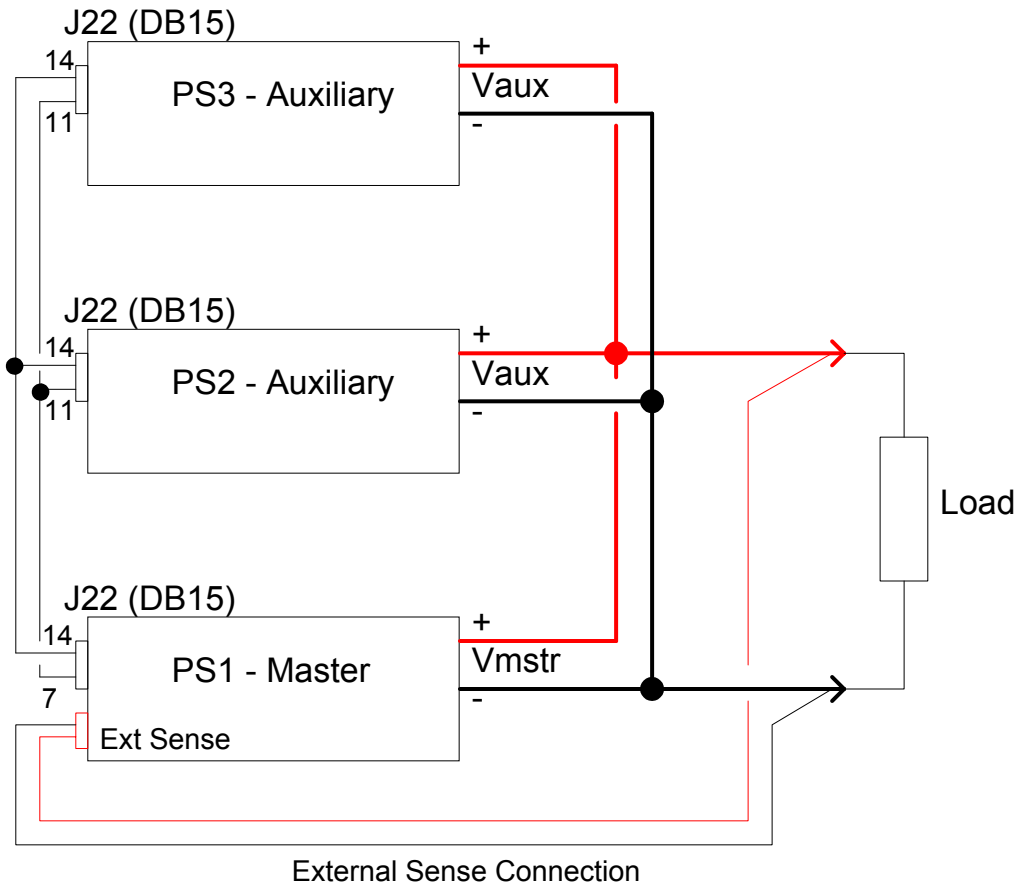 J22 (DB15)
14
11
PS3 - Auxiliary
+
Vaux
-
J22 (DB15)
14
11
PS2 - Auxiliary
+
Vaux
-
Load
J22 (DB15)
14
7
PS1 - Master
+
Vmstr
-
Ext Sense
External Sense Connection